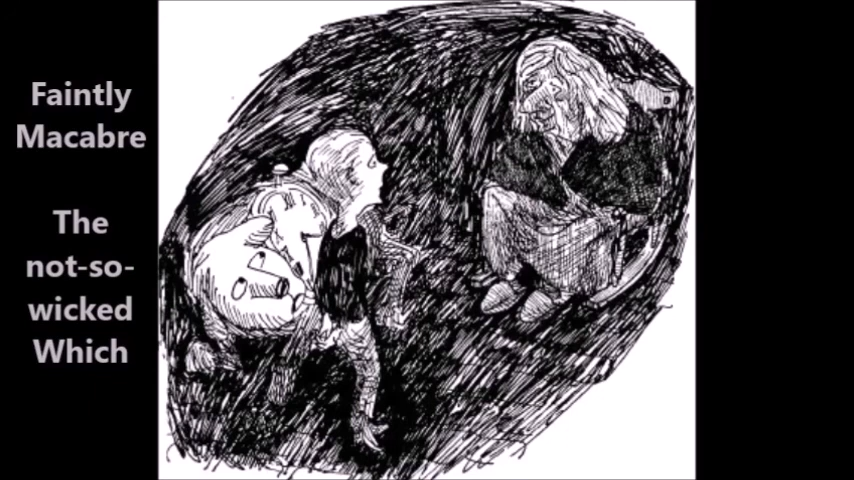 Faintly
Macabre
The
not-so-
wicked
Which